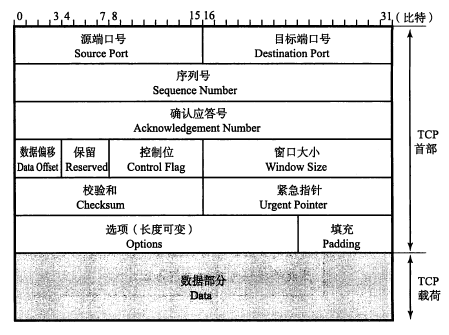 0 3 4 7 8 15 16 31 (比特)
源端口号 目标端口号
Source Port Destination Port
序列号
Sequence Number
确认应答号
Acknowledgement Number
数据偏移 保留 控制位 窗口大小
Data Offset Reserved Control Flag Window Size
校验和 紧急指针
Checksum Urgent Pointer
选项（长度可变） 填充
Options Padding
TCP
首部
数据部分
Data
TCP
载荷